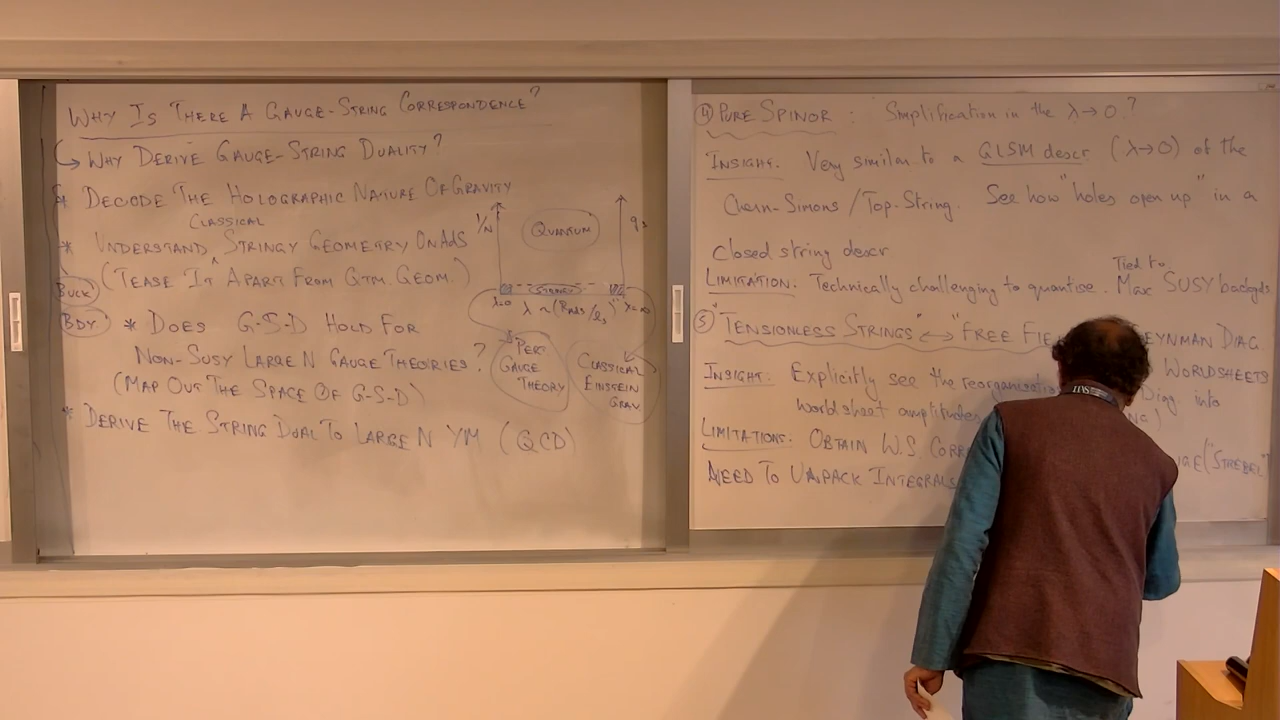 WHY IS THERE A GAUGE-STRING CORRESPONDENCE?
WHY DERIVE GAUGE-STRING DUALITY?
* DECODE THE HOLOGRAPHIC NATURE OF GRAVITY
CLASSICAL
* UNDERSTAND STRINGY GEOMETRY ON AdS
(TEASE IT APART FROM QTM. GEOM.)
BULK
BDY
* DOES G-S-D HOLD FOR
NON-SUSY LARGE N GAUGE THEORIES?
(MAP OUT THE SPACE OF G-S-D)
* DERIVE THE STRING DUAL TO LARGE N YM (QCD)
1/N
QUANTUM
g_s
STRINGY
λ=0
λ ~ (R_AdS/l_s)
λ=∞
PERT.
GAUGE
THEORY
CLASSICAL
EINSTEIN
GRAV
④ PURE SPINOR : Simplification in the λ→0?
INSIGHT: Very similar to a GLSM descr (λ→0) of the
Chern-Simons / Top-String. See how "holes open up" in a
closed string descr
LIMITATION: Technically challenging to quantise. Tied to Max SUSY backgds
⑤ "TENSIONLESS STRINGS" ↔ "FREE FIE
EYNMAN DIAG
WORLDSHEETS
INSIGHT: Explicitly see the
Diag into
worldsheet amplitudes
LIMITATIONS: OBTAIN W.S. CORR
("STREBEL"
NEED TO UNPACK INTEGRALS